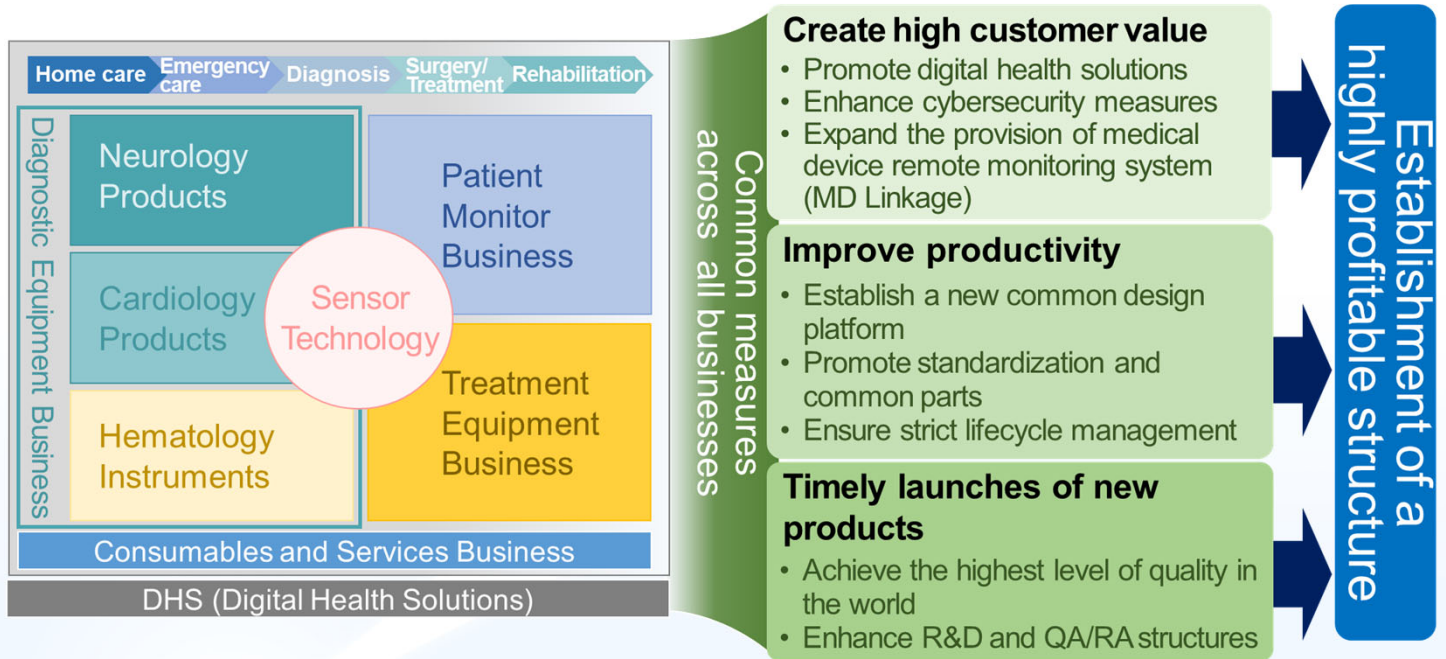 Home care
Emergency
care
Diagnosis
Surgery/
Treatment
Rehabilitation
Diagnostic Equipment Business
Neurology
Products
Cardiology
Products
Hematology
Instruments
Sensor
Technology
Patient
Monitor
Business
Treatment
Equipment
Business
Consumables and Services Business
DHS (Digital Health Solutions)
Common measures
across all businesses
Create high customer value
• Promote digital health solutions
• Enhance cybersecurity measures
• Expand the provision of medical
device remote monitoring system
(MD Linkage)
Improve productivity
• Establish a new common design
platform
• Promote standardization and
common parts
• Ensure strict lifecycle management
Timely launches of new
products
• Achieve the highest level of quality in
the world
• Enhance R&D and QA/RA structures
Establishment of a
highly profitable structure